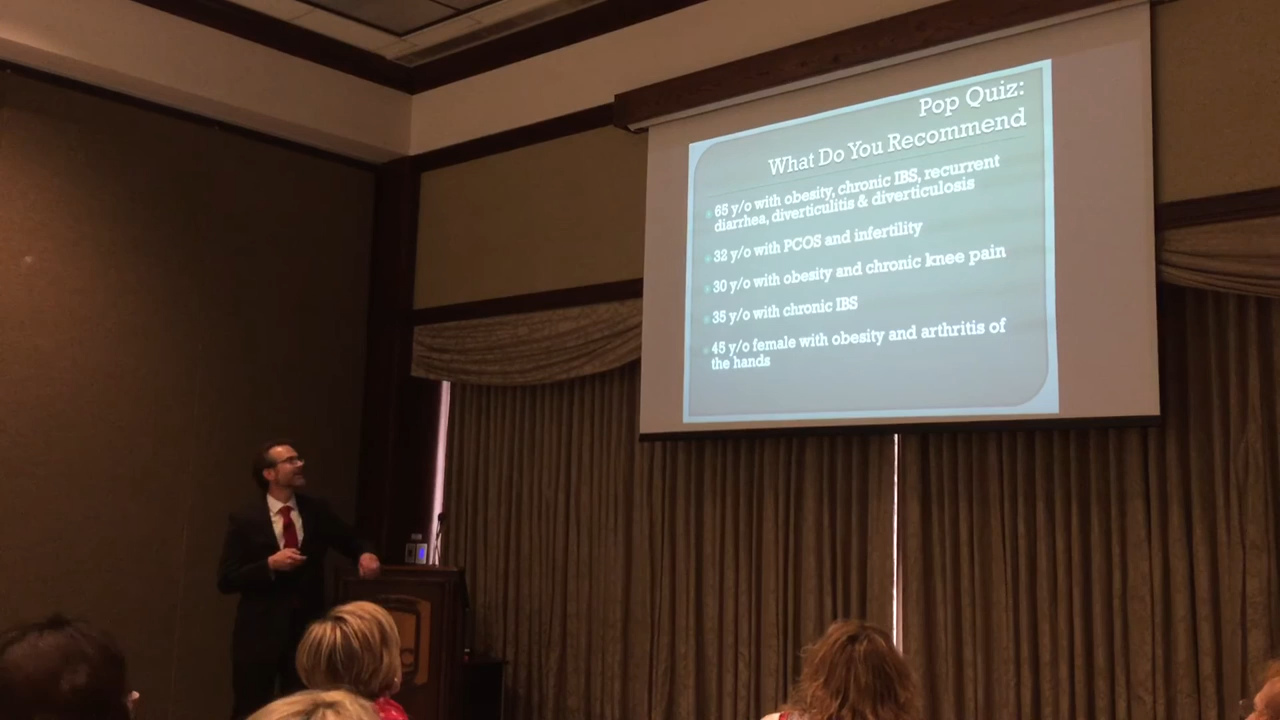 Pop Quiz:
What Do You Recommend
65 y/o with obesity, chronic IBS, recurrent
diarrhea, diverticulitis & diverticulosis
32 y/o with PCOS and infertility
30 y/o with obesity and chronic knee pain
35 y/o with chronic IBS
45 y/o female with obesity and arthritis of
the hands